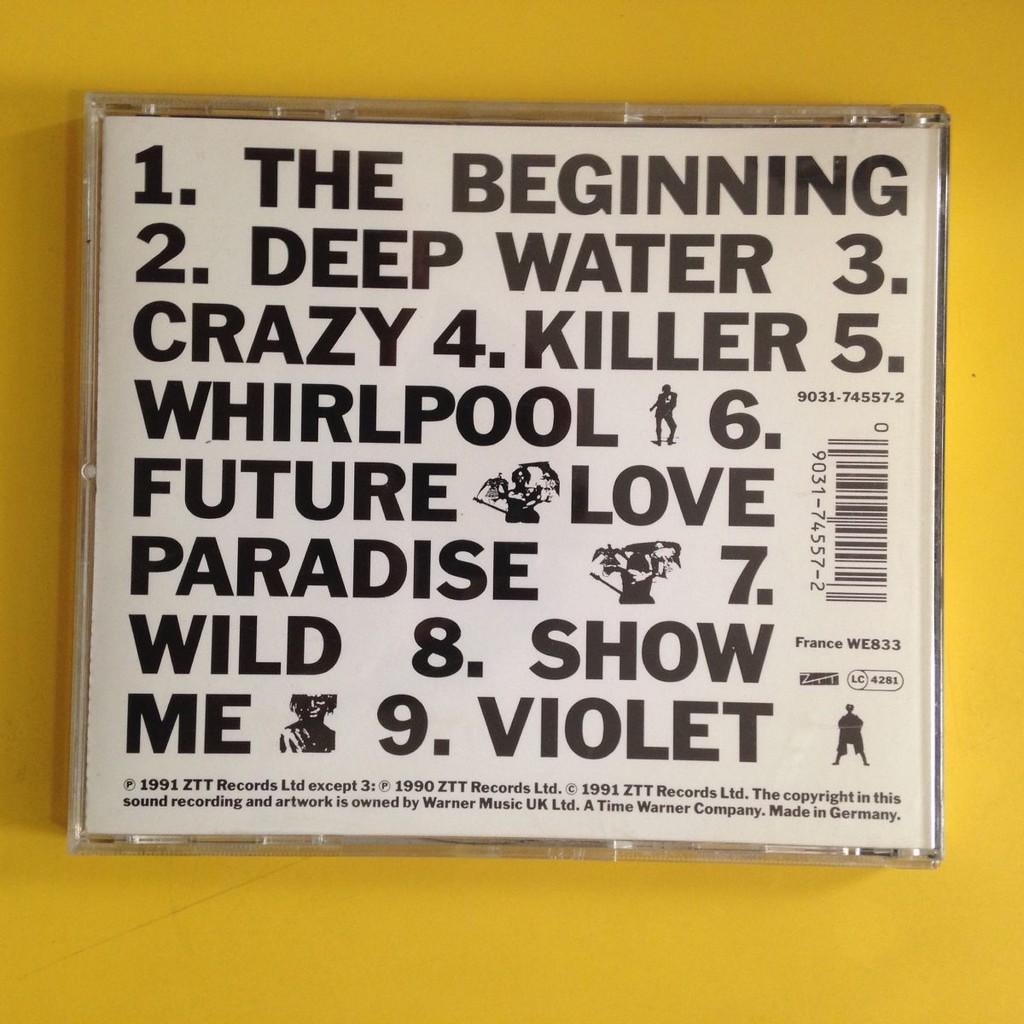 1. THE BEGINNING
2. DEEP WATER 3.
CRAZY 4. KILLER 5.
WHIRLPOOL 6.
FUTURE LOVE
PARADISE 7.
WILD 8. SHOW
ME 9. VIOLET
9031-74557-2
0
9031-74557-2
France WE833
ZTT LC 4281
℗ 1991 ZTT Records Ltd except 3: ℗ 1990 ZTT Records Ltd. © 1991 ZTT Records Ltd. The copyright in this
sound recording and artwork is owned by Warner Music UK Ltd. A Time Warner Company. Made in Germany.